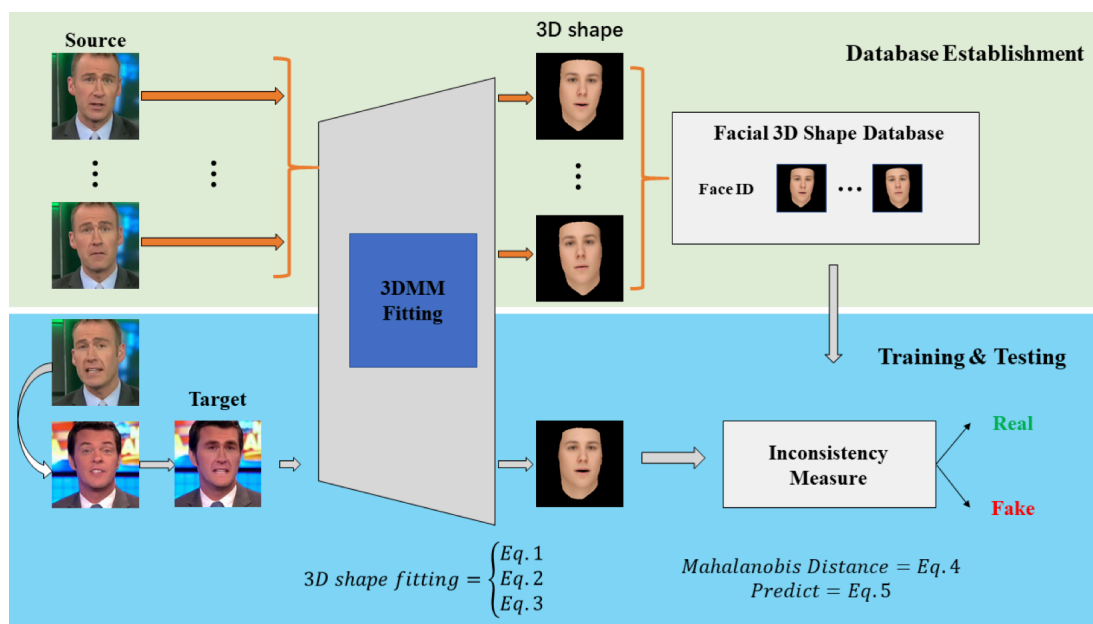 Source
3D shape
Database Establishment
Facial 3D Shape Database
Face ID
3DMM
Fitting
Training & Testing
Target
Real
Inconsistency
Measure
Fake
3D shape fitting = {Eq. 1
Eq. 2
Eq. 3
Mahalanobis Distance = Eq. 4
Predict = Eq. 5